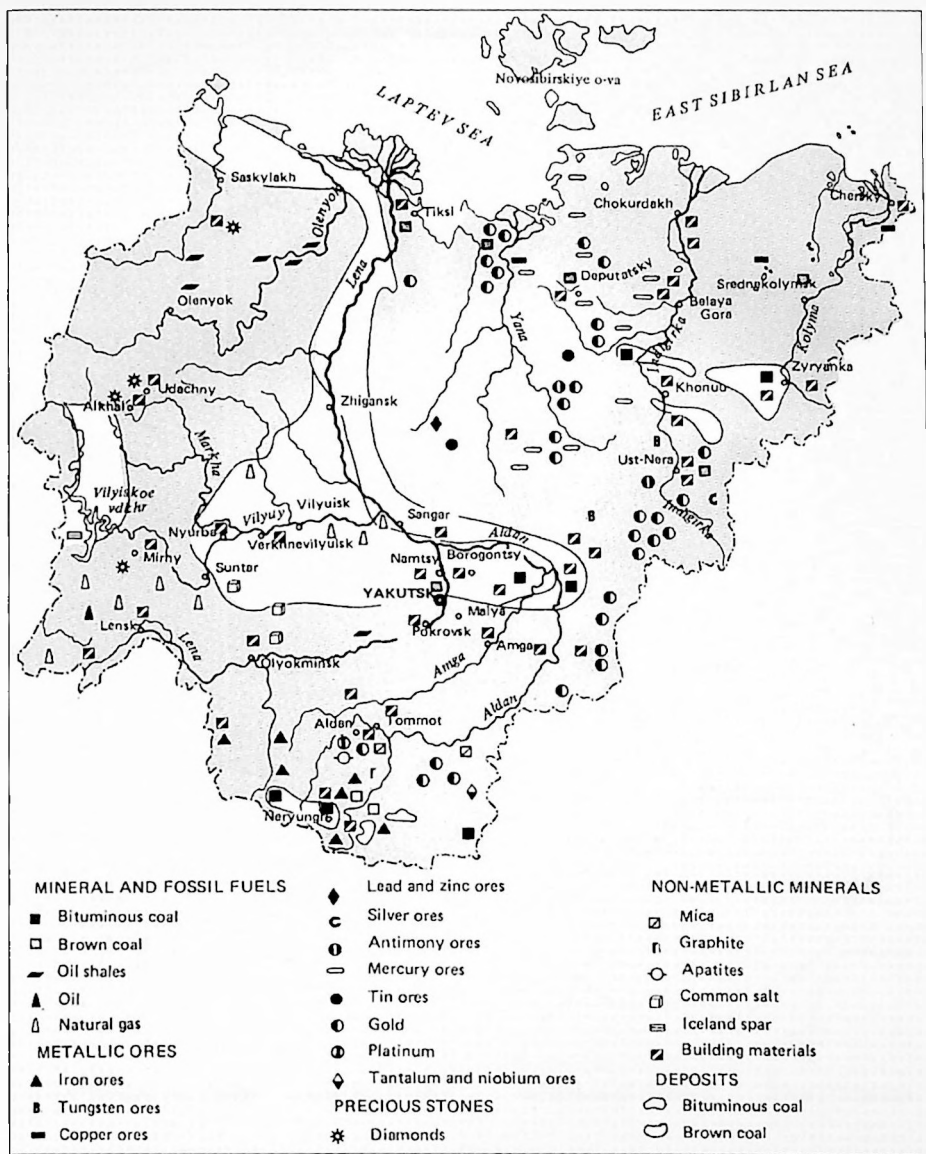 Novosibirskiye o-va
LAPTEV SEA
EAST SIBIRLAN SEA
Saskylakh
Olenyok
Tiksi
Chokurdakh
Chersky
Lena
Deputatsky
Srednykolymsk
Olenyok
Belaya
Gora
Yana
Indigirka
Kolyma
Udachny
Zhigansk
Khonuu
Zyryanka
Alkhal
Markha
Ust-Nera
Vilyiskoe
vdkhr
Vilyuisk
Indigirka
Nyurba
Vilyuy
Sangar
Aldan
Verkhnevilyuisk
Mirny
Namtsy
Borogontsy
Suntar
YAKUTSK
Malya
Lensk
Pokrovsk
Lena
Amga
Olyokminsk
Amga
Aldan
Aldan
Tommot
Neryungri
MINERAL AND FOSSIL FUELS
Bituminous coal
Brown coal
Oil shales
Oil
Natural gas
METALLIC ORES
Iron ores
Tungsten ores
Copper ores
Lead and zinc ores
Silver ores
Antimony ores
Mercury ores
Tin ores
Gold
Platinum
Tantalum and niobium ores
PRECIOUS STONES
Diamonds
NON-METALLIC MINERALS
Mica
Graphite
Apatites
Common salt
Iceland spar
Building materials
DEPOSITS
Bituminous coal
Brown coal